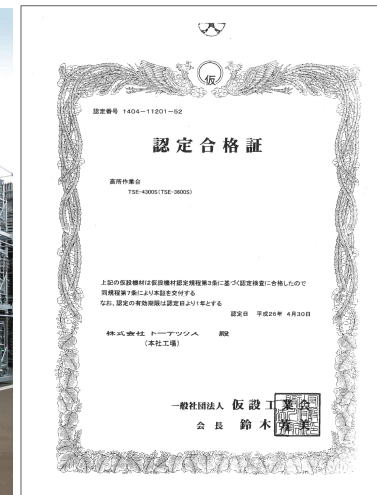 仮
認定番号 1404-11201-52
認定合格証
高所作業台
TSE-4300S(TSE-3600S)
上記の仮設機材は仮設機材認定規程第3条に基づく認定検査に合格したので
同規程第7条により本証を交付する
なお、認定の有効期限は認定日より1年とする
認定日 平成26年 4月30日
株式会社 トーテツ 殿
(本社工場)
一般社団法人 仮設工業会
会長 鈴木芳美